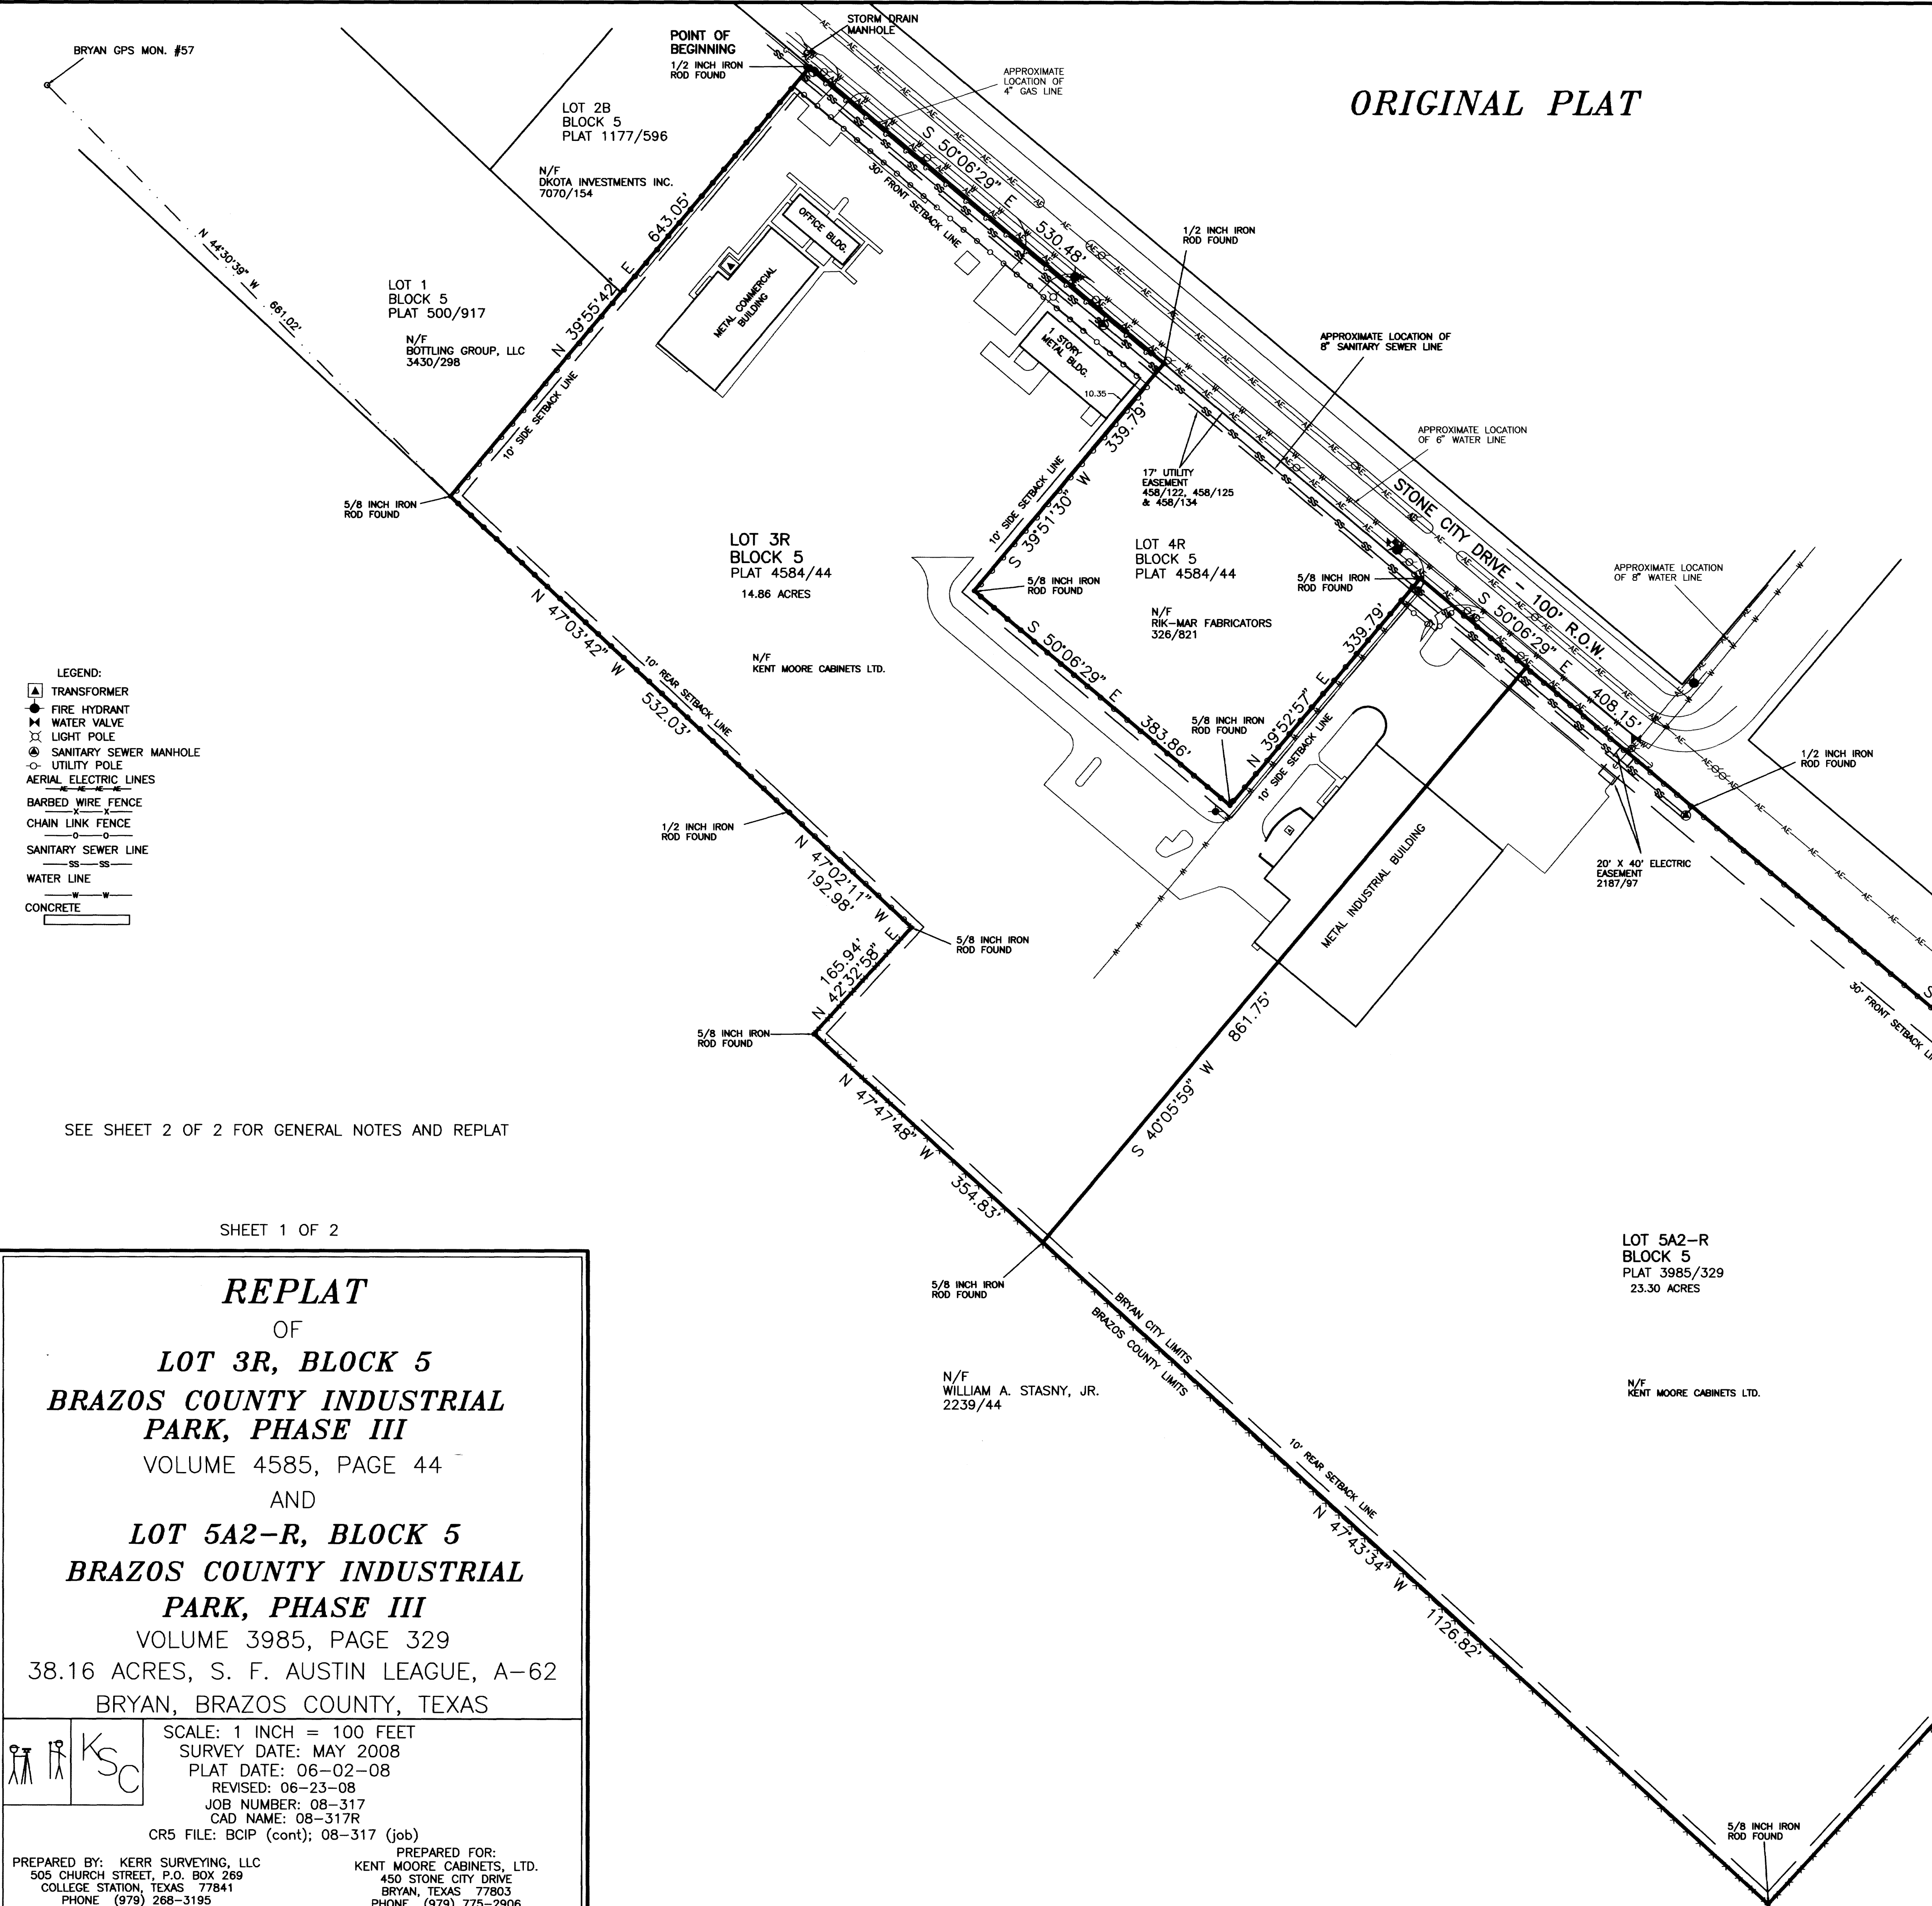 ORIGINAL PLAT
BRYAN GPS MON. #57
N 44°30'39" W 661.02'
POINT OF
BEGINNING
1/2 INCH IRON
ROD FOUND
STORM DRAIN
MANHOLE
APPROXIMATE
LOCATION OF
4" GAS LINE
LOT 2B
BLOCK 5
PLAT 1177/596
N/F
DKOTA INVESTMENTS INC.
7070/154
LOT 1
BLOCK 5
PLAT 500/917
N/F
BOTTLING GROUP, LLC
3430/298
N 39°55'42" E 643.05'
10' SIDE SETBACK LINE
OFFICE BLDG.
METAL COMMERCIAL
BUILDING
30' FRONT SETBACK LINE
S 50°06'29" E 530.48'
1/2 INCH IRON
ROD FOUND
1 STORY
METAL BLDG.
10.35
APPROXIMATE LOCATION OF
8" SANITARY SEWER LINE
APPROXIMATE LOCATION
OF 6" WATER LINE
STONE CITY DRIVE - 100' R.O.W.
APPROXIMATE LOCATION
OF 8" WATER LINE
17' UTILITY
EASEMENT
458/122, 458/125
& 458/134
S 39°51'30" W 339.79'
10' SIDE SETBACK LINE
5/8 INCH IRON
ROD FOUND
LOT 3R
BLOCK 5
PLAT 4584/44
14.86 ACRES
N/F
KENT MOORE CABINETS LTD.
5/8 INCH IRON
ROD FOUND
LOT 4R
BLOCK 5
PLAT 4584/44
N/F
RIK-MAR FABRICATORS
326/821
5/8 INCH IRON
ROD FOUND
S 50°06'29" E 383.86'
5/8 INCH IRON
ROD FOUND
N 39°52'57" E 339.79'
10' SIDE SETBACK LINE
S 50°06'29" E 408.15'
1/2 INCH IRON
ROD FOUND
20' X 40' ELECTRIC
EASEMENT
2187/97
METAL INDUSTRIAL BUILDING
30' FRONT SETBACK
S
N 47°03'42" W 532.03'
10' REAR SETBACK LINE
1/2 INCH IRON
ROD FOUND
N 47°02'11" W
192.98'
5/8 INCH IRON
ROD FOUND
165.94'
N 42°32'58" E
5/8 INCH IRON
ROD FOUND
N 47°47'48" W 354.83'
S 40°05'59" W 861.75'
5/8 INCH IRON
ROD FOUND
BRYAN CITY LIMITS
BRAZOS COUNTY LIMITS
N/F
WILLIAM A. STASNY, JR.
2239/44
LOT 5A2-R
BLOCK 5
PLAT 3985/329
23.30 ACRES
N/F
KENT MOORE CABINETS LTD.
10' REAR SETBACK LINE
N 47°43'34" W 1126.82'
5/8 INCH IRON
ROD FOUND
LEGEND:
TRANSFORMER
FIRE HYDRANT
WATER VALVE
LIGHT POLE
SANITARY SEWER MANHOLE
UTILITY POLE
AERIAL ELECTRIC LINES
AE AE AE AE
BARBED WIRE FENCE
X X
CHAIN LINK FENCE
O O
SANITARY SEWER LINE
SS SS
WATER LINE
W W
CONCRETE
SEE SHEET 2 OF 2 FOR GENERAL NOTES AND REPLAT
SHEET 1 OF 2
REPLAT
OF
LOT 3R, BLOCK 5
BRAZOS COUNTY INDUSTRIAL
PARK, PHASE III
VOLUME 4585, PAGE 44
AND
LOT 5A2-R, BLOCK 5
BRAZOS COUNTY INDUSTRIAL
PARK, PHASE III
VOLUME 3985, PAGE 329
38.16 ACRES, S. F. AUSTIN LEAGUE, A-62
BRYAN, BRAZOS COUNTY, TEXAS
KSC
SCALE: 1 INCH = 100 FEET
SURVEY DATE: MAY 2008
PLAT DATE: 06-02-08
REVISED: 06-23-08
JOB NUMBER: 08-317
CAD NAME: 08-317R
CR5 FILE: BCIP (cont); 08-317 (job)
PREPARED BY: KERR SURVEYING, LLC
505 CHURCH STREET, P.O. BOX 269
COLLEGE STATION, TEXAS 77841
PHONE (979) 268-3195
PREPARED FOR:
KENT MOORE CABINETS, LTD.
450 STONE CITY DRIVE
BRYAN, TEXAS 77803
PHONE (979) 775-2906